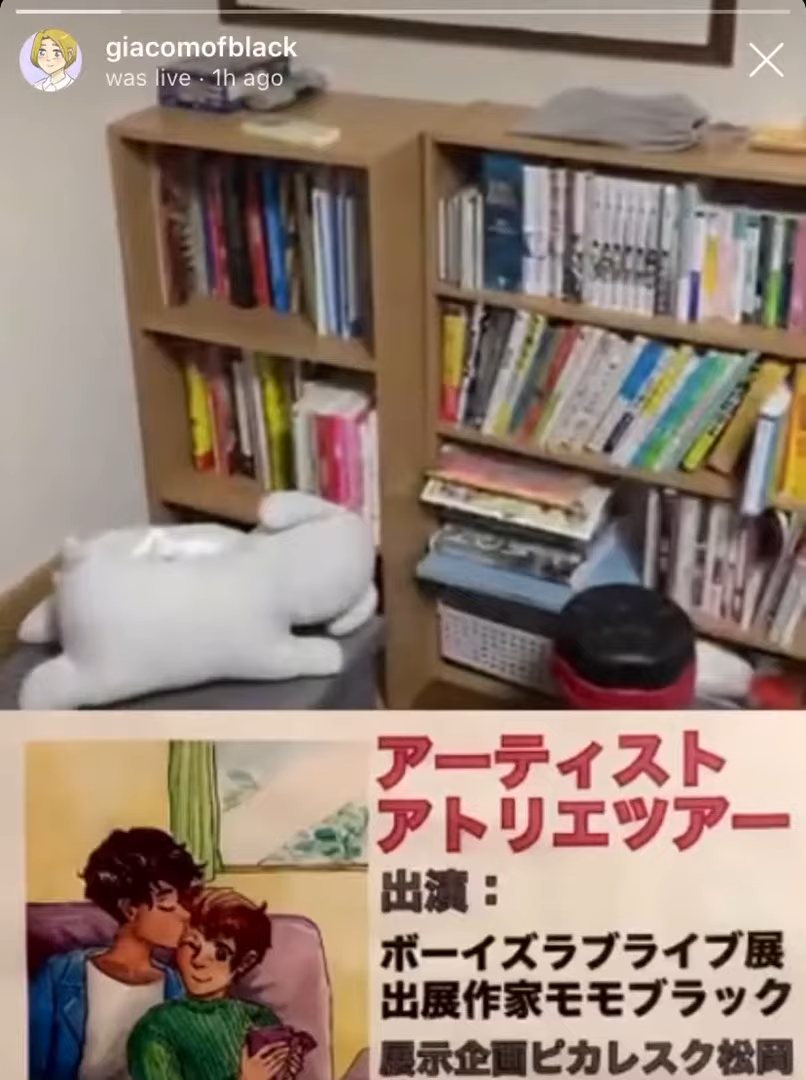 giacomofblack
was live · 1h ago
アーティスト
アトリエツアー
出演：
ボーイズラブライブ展
出展作家モモブラック
展示企画ピカレスク松岡